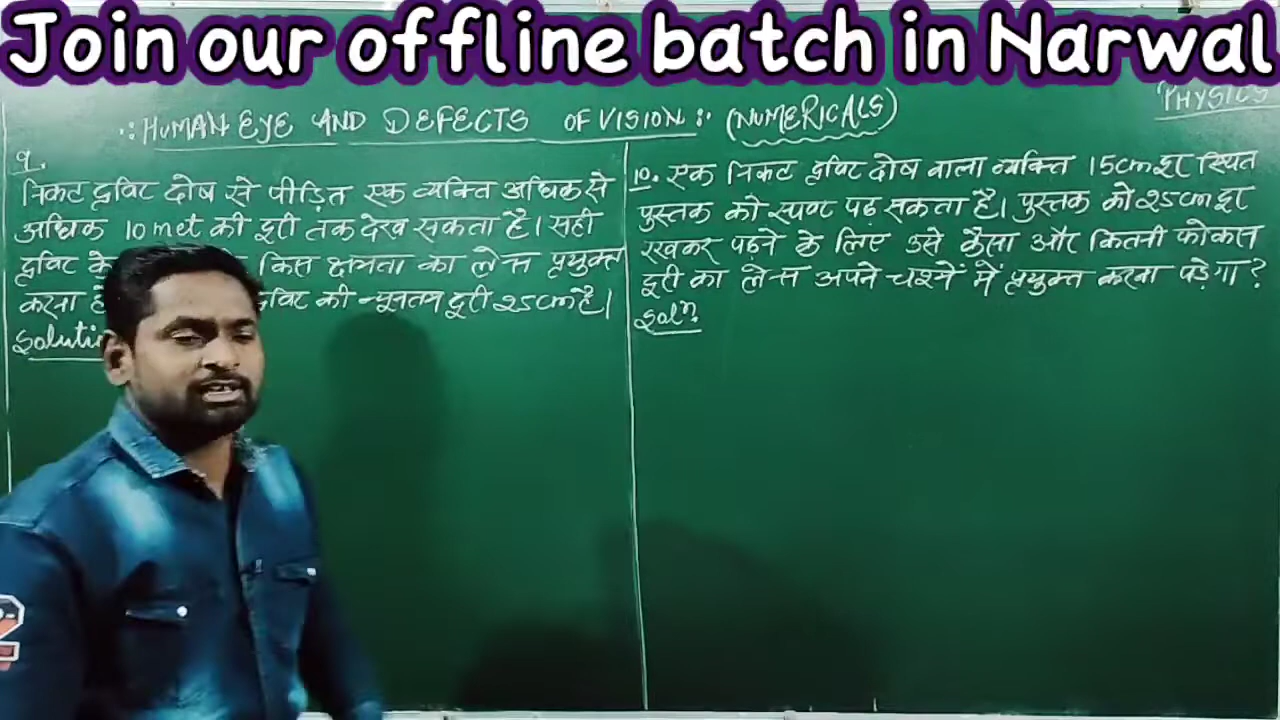 Join our offline batch in Narwal
PHYSICS
∴ HUMAN EYE AND DEFECTS OF VISION :· (NUMERICALS)
9.
निकट दृष्टि दोष से पीड़ित एक व्यक्ति अधिक से
अधिक 10 met की दूरी तक देख सकता है। सही
दृष्टि के किस क्षमता का लेन्स प्रयुक्त
करना दृष्टि की न्यूनतम दूरी 25cm है।
Soluti
10. एक निकट दृष्टि दोष वाला व्यक्ति 15cm दूर स्थित
पुस्तक को स्पष्ट पढ़ सकता है। पुस्तक को 25cm दूर
रखकर पढ़ने के लिए उसे कैसा और कितनी फोकस
दूरी का लेन्स अपने चश्में में प्रयुक्त करना पड़ेगा?
Solⁿ: